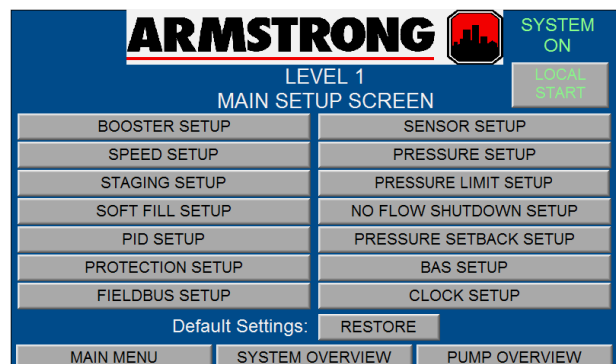 ARMSTRONG
SYSTEM
ON
LEVEL 1
MAIN SETUP SCREEN
LOCAL
START
BOOSTER SETUP
SENSOR SETUP
SPEED SETUP
PRESSURE SETUP
STAGING SETUP
PRESSURE LIMIT SETUP
SOFT FILL SETUP
NO FLOW SHUTDOWN SETUP
PID SETUP
PRESSURE SETBACK SETUP
PROTECTION SETUP
BAS SETUP
FIELDBUS SETUP
CLOCK SETUP
Default Settings: RESTORE
MAIN MENU
SYSTEM OVERVIEW
PUMP OVERVIEW